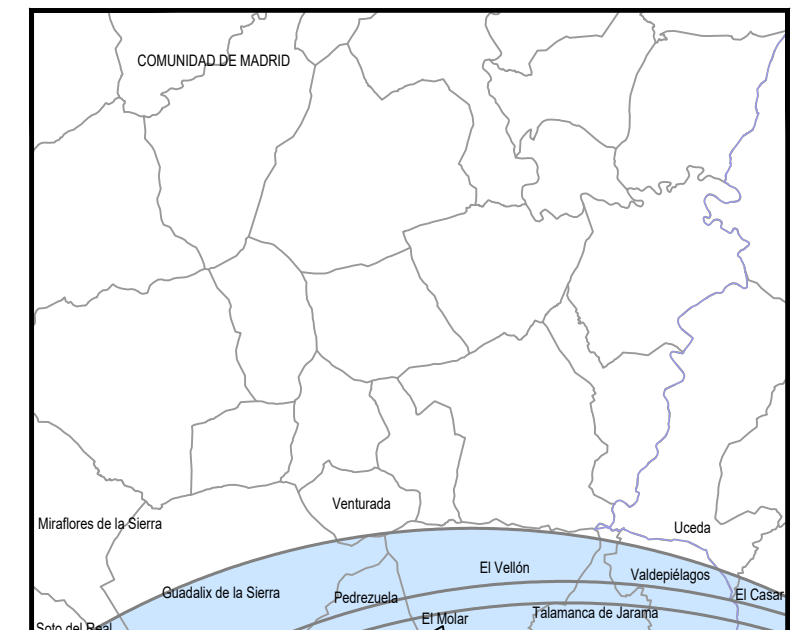 COMUNIDAD DE MADRID
Venturada
Miraflores de la Sierra
Uceda
El Vellón
Valdepiélagos
Guadalix de la Sierra
Pedrezuela
El Casar
El Molar
Talamanca de Jarama
Soto del Real